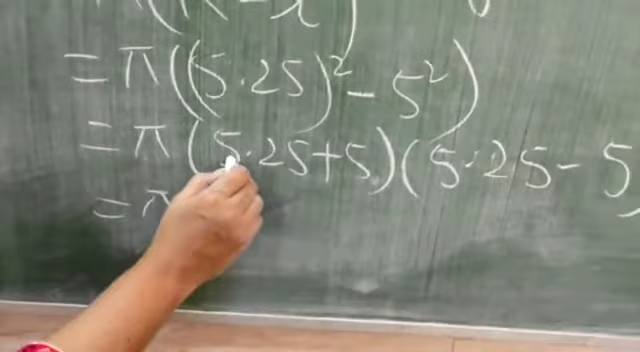 = π((5.25)² - 5²)
= π(5.25+5)(5.25-5)
= π